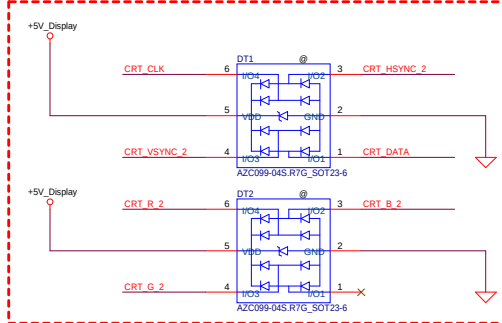 +5V_Display
DT1 @
CRT_CLK 6 I/O4 I/O2 3 CRT_HSYNC_2
5 VDD GND 2
CRT_VSYNC_2 4 I/O3 I/O1 1 CRT_DATA
AZC099-04S.R7G_SOT23-6
+5V_Display
DT2 @
CRT_R_2 6 I/O4 I/O2 3 CRT_B_2
5 VDD GND 2
CRT_G_2 4 I/O3 I/O1 1
AZC099-04S.R7G_SOT23-6